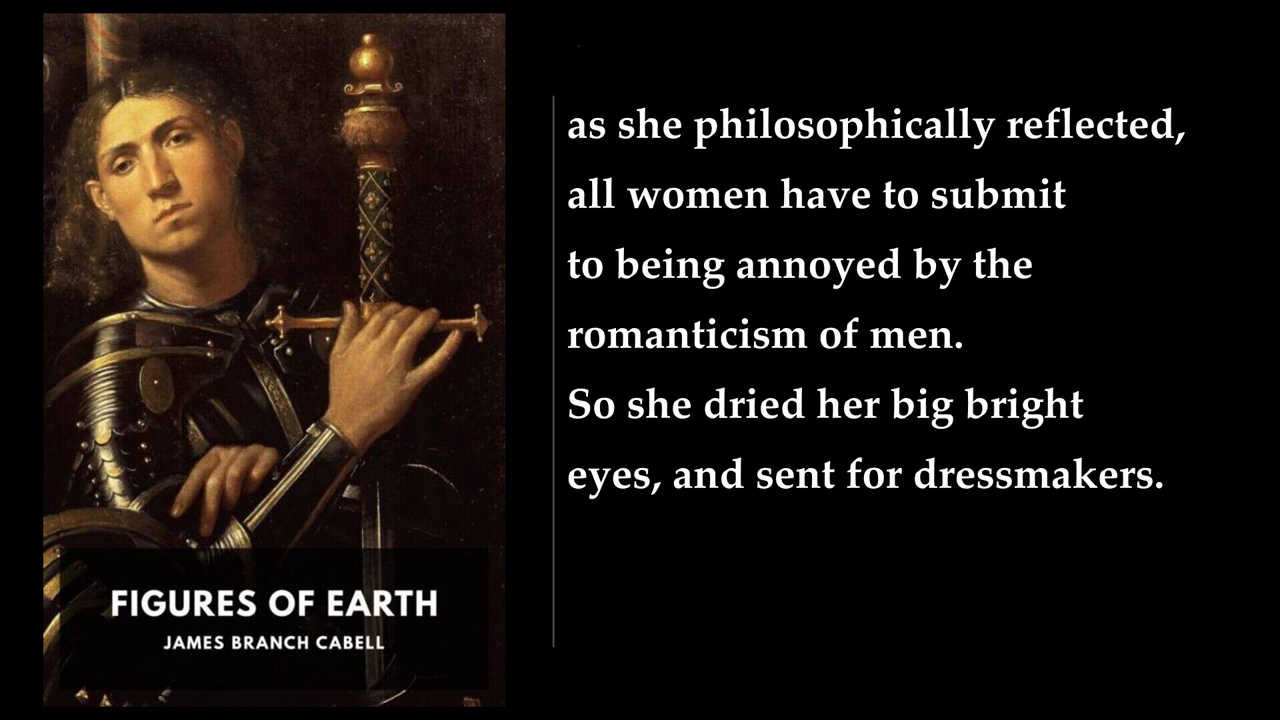 as she philosophically reflected,
all women have to submit
to being annoyed by the
romanticism of men.
So she dried her big bright
eyes, and sent for dressmakers.
FIGURES OF EARTH
JAMES BRANCH CABELL